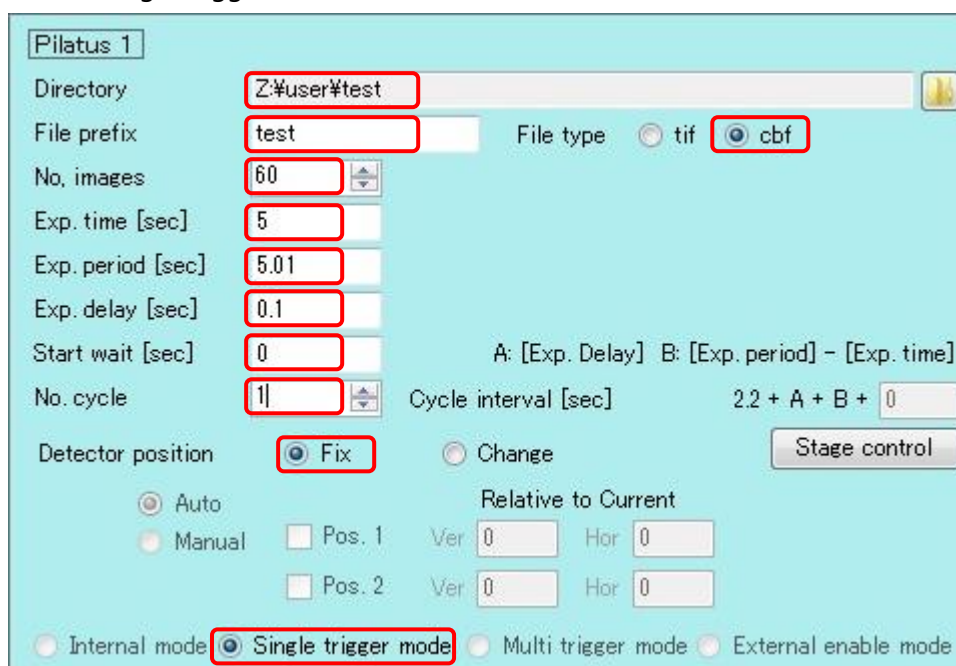 Pilatus 1
Directory Z:¥user¥test
File prefix test File type tif cbf
No, images 60
Exp. time [sec] 5
Exp. period [sec] 5.01
Exp. delay [sec] 0.1
Start wait [sec] 0 A: [Exp. Delay] B: [Exp. period] - [Exp. time]
No. cycle 1 Cycle interval [sec] 2.2 + A + B + 0
Detector position Fix Change Stage control
Auto Relative to Current
Manual Pos. 1 Ver 0 Hor 0
Pos. 2 Ver 0 Hor 0
Internal mode Single trigger mode Multi trigger mode External enable mode